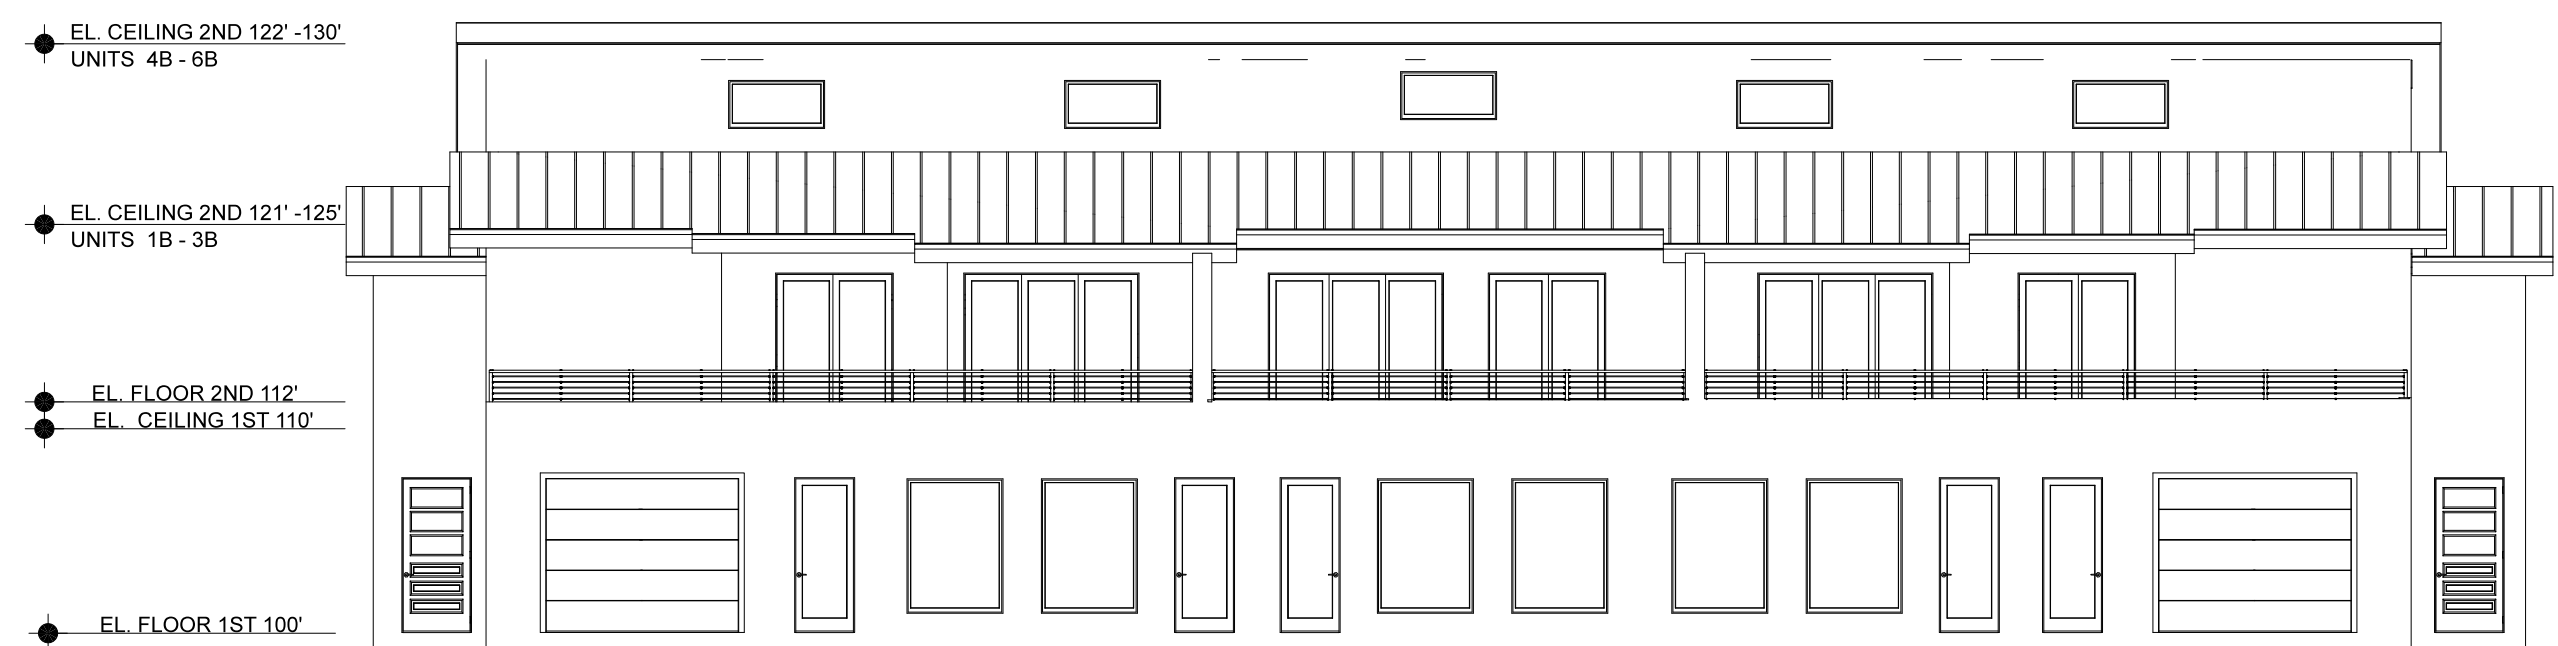 EL. CEILING 2ND 122' -130'
UNITS  4B - 6B
EL. CEILING 2ND 121' -125'
UNITS  1B - 3B
EL. FLOOR 2ND 112'
EL.  CEILING 1ST 110'
EL. FLOOR 1ST 100'